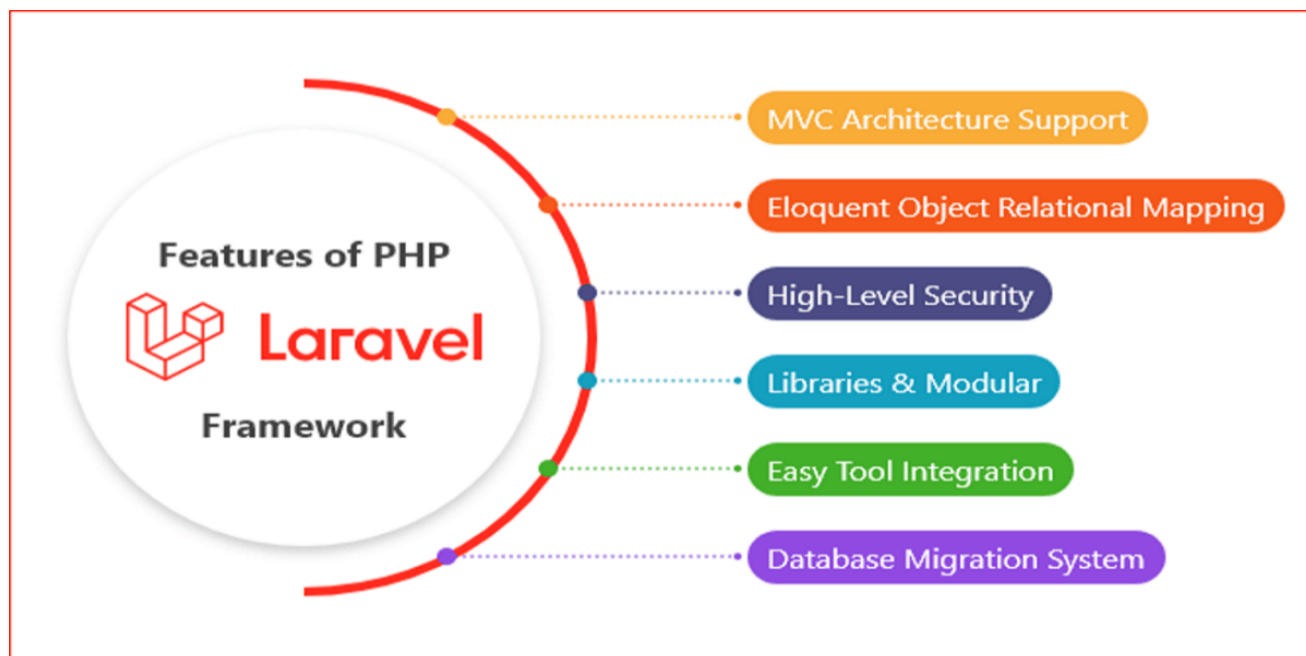 Features of PHP
Laravel
Framework
MVC Architecture Support
Eloquent Object Relational Mapping
High-Level Security
Libraries & Modular
Easy Tool Integration
Database Migration System